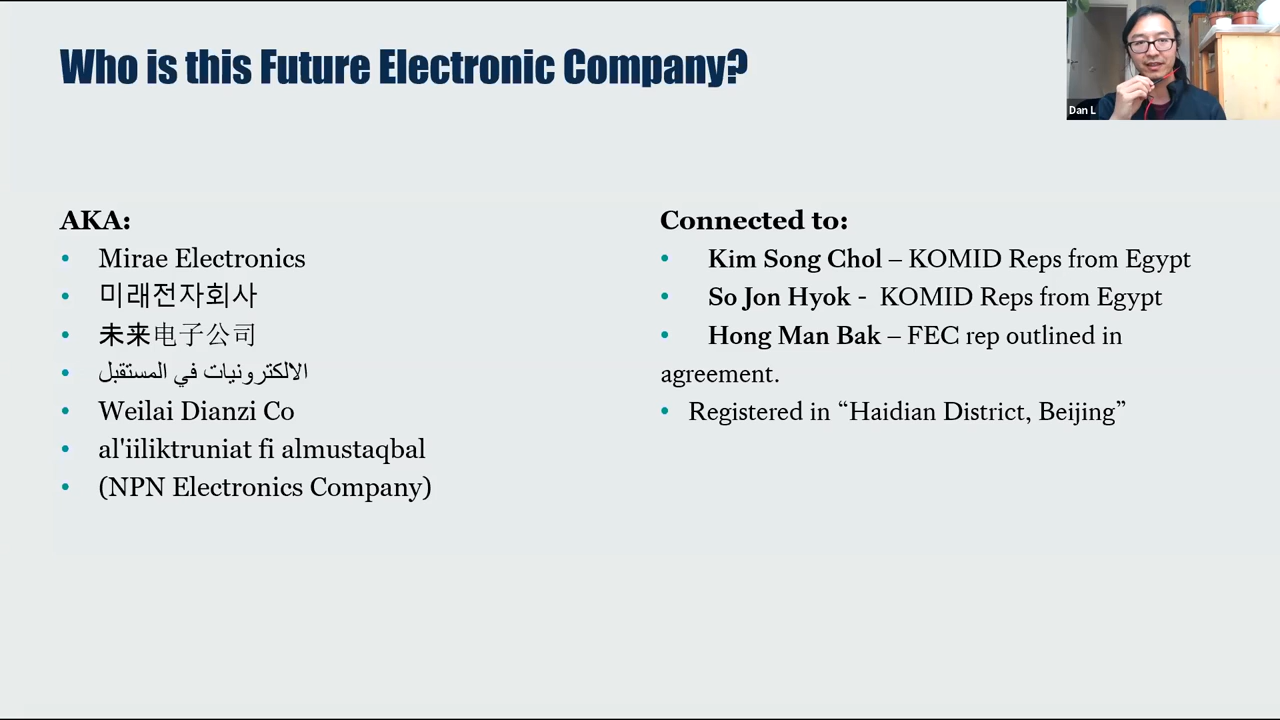 Who is this Future Electronic Company?
Dan L
AKA:
• Mirae Electronics
• 미래전자회사
• 未来电子公司
• الالكترونيات في المستقبل
• Weilai Dianzi Co
• al'iiliktruniat fi almustaqbal
• (NPN Electronics Company)
Connected to:
• Kim Song Chol – KOMID Reps from Egypt
• So Jon Hyok - KOMID Reps from Egypt
• Hong Man Bak – FEC rep outlined in
agreement.
• Registered in “Haidian District, Beijing”